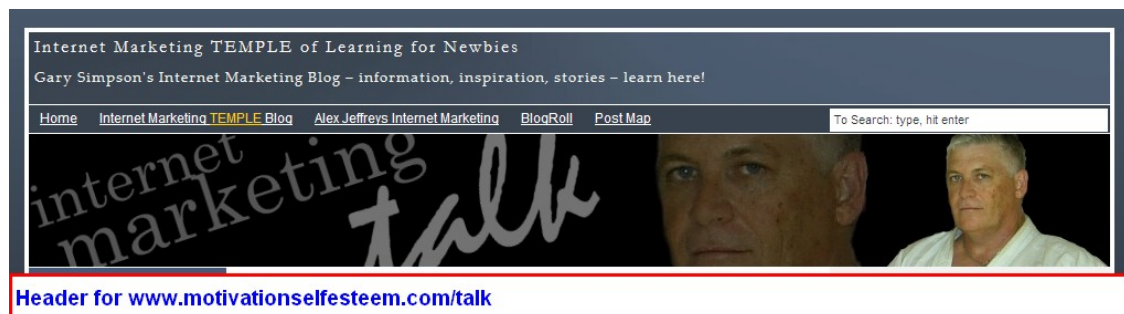 Internet Marketing TEMPLE of Learning for Newbies
Gary Simpson's Internet Marketing Blog – information, inspiration, stories – learn here!
Home Internet Marketing TEMPLE Blog Alex Jeffreys Internet Marketing BlogRoll Post Map To Search: type, hit enter
internet
marketing
talk
Header for www.motivationselfesteem.com/talk